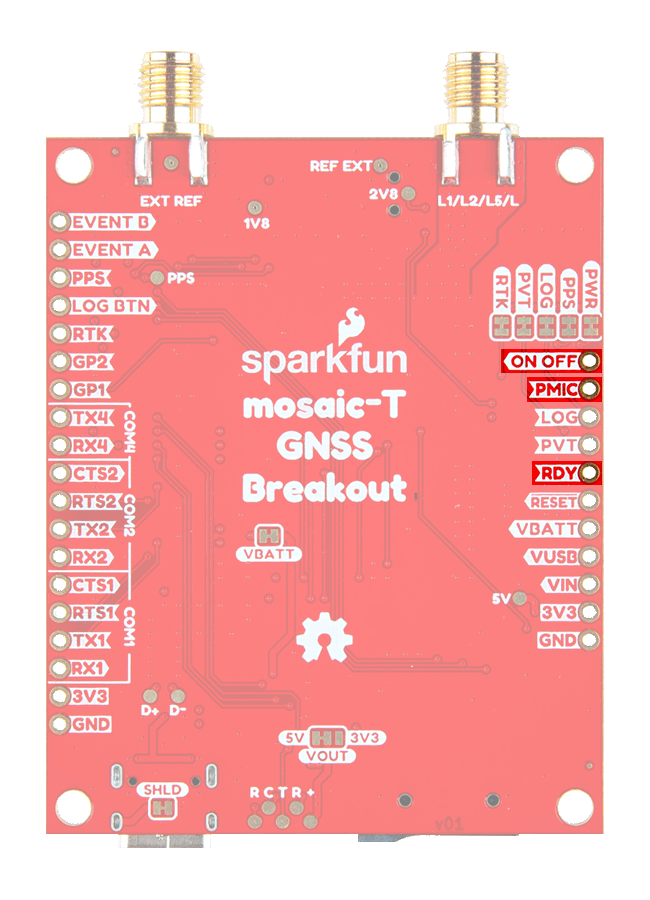 EXT REF
REF EXT
2V8
L1/L2/L5/L
1V8
EVENT B
EVENT A
PPS
PPS
LOG BTN
RTK
GP2
GP1
TX4
RX4
COM4
CTS2
RTS2
TX2
RX2
COM2
CTS1
RTS1
TX1
RX1
COM1
3V3
GND
RTK
PVT
LOG
PPS
PWR
sparkfun
mosaic-T
GNSS
Breakout
VBATT
ON OFF
PMIC
LOG
PVT
RDY
RESET
VBATT
VUSB
VIN
5V
3V3
GND
D+ D-
5V 3V3
VOUT
SHLD
R C T R +
v01